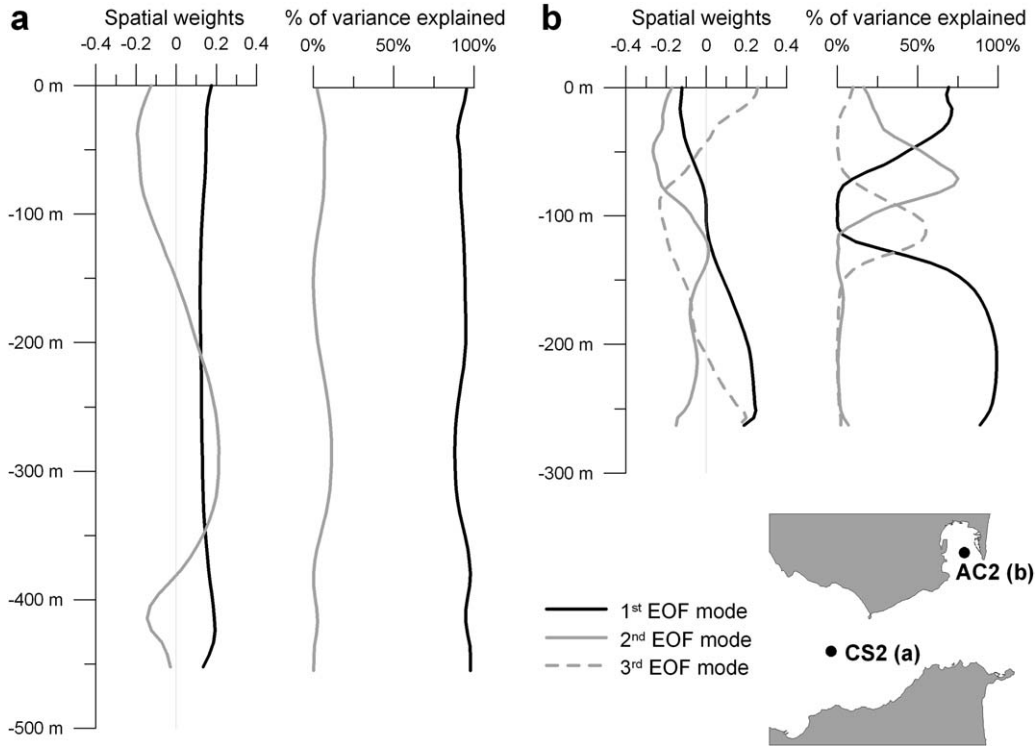 a
Spatial weights
-0.4 -0.2 0 0.2 0.4
% of variance explained
0% 50% 100%
0 m
-100 m
-200 m
-300 m
-400 m
-500 m
b
Spatial weights
-0.4 -0.2 0 0.2 0.4
% of variance explained
0% 50% 100%
0 m
-100 m
-200 m
-300 m
1st EOF mode
2nd EOF mode
3rd EOF mode
AC2 (b)
CS2 (a)